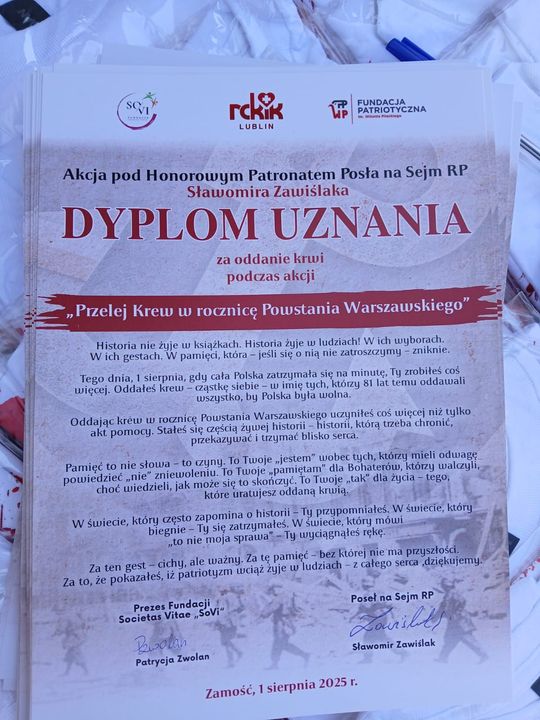 SOVI
rckik
LUBLIN
FP
WP
FUNDACJA
PATRIOTYCZNA
im. Witolda Pileckiego
Akcja pod Honorowym Patronatem Posła na Sejm RP
Sławomira Zawiślaka
DYPLOM UZNANIA
za oddanie krwi
podczas akcji
„Przelej Krew w rocznicę Powstania Warszawskiego”
Historia nie żyje w książkach. Historia żyje w ludziach! W ich wyborach.
W ich gestach. W pamięci, która – jeśli się o nią nie zatroszczymy – zniknie.
Tego dnia, 1 sierpnia, gdy cała Polska zatrzymała się na minutę, Ty zrobiłeś coś
więcej. Oddałeś krew – cząstkę siebie – w imię tych, którzy 81 lat temu oddawali
wszystko, by Polska była wolna.
Oddając krew w rocznicę Powstania Warszawskiego uczyniłeś coś więcej niż tylko
akt pomocy. Stałeś się częścią żywej historii – historii, którą trzeba chronić,
przekazywać i trzymać blisko serca.
Pamięć to nie słowa – to czyny. To Twoje „jestem” wobec tych, którzy mieli odwagę
powiedzieć „nie” zniewoleniu. To Twoje „pamiętam” dla Bohaterów, którzy walczyli,
choć wiedzieli, jak może się to skończyć. To Twoje „tak” dla życia – tego,
które uratujesz oddaną krwią.
W świecie, który często zapomina o historii – Ty przypomniałeś. W świecie, który
biegnie – Ty się zatrzymałeś. W świecie, który mówi
„to nie moja sprawa” – Ty wyciągnąłeś rękę.
Za ten gest – cichy, ale ważny. Za tę pamięć – bez której nie ma przyszłości.
Za to, że pokazałeś, iż patriotyzm wciąż żyje w ludziach – z całego serca ,dziękujemy.
Prezes Fundacji
Societas Vitae „SoVi”
Patrycja Zwolan
Poseł na Sejm RP
Sławomir Zawiślak
Zamość, 1 sierpnia 2025 r.